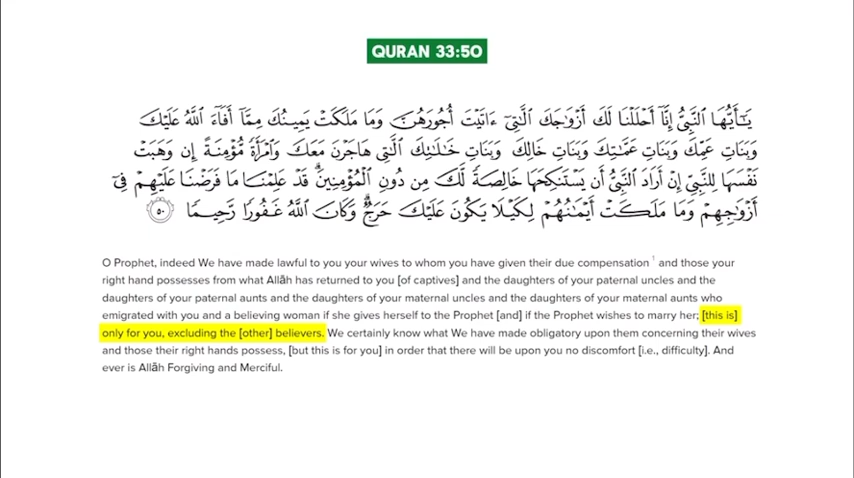 QURAN 33:50
يَـٰٓأَيُّهَا ٱلنَّبِىُّ إِنَّآ أَحْلَلْنَا لَكَ أَزْوَٰجَكَ ٱلَّـٰتِىٓ ءَاتَيْتَ أُجُورَهُنَّ وَمَا مَلَكَتْ يَمِينُكَ مِمَّآ أَفَآءَ ٱللَّهُ عَلَيْكَ
وَبَنَاتِ عَمِّكَ وَبَنَاتِ عَمَّـٰتِكَ وَبَنَاتِ خَالِكَ وَبَنَاتِ خَـٰلَـٰتِكَ ٱلَّـٰتِى هَاجَرْنَ مَعَكَ وَٱمْرَأَةً مُّؤْمِنَةً إِن وَهَبَتْ
نَفْسَهَا لِلنَّبِىِّ إِنْ أَرَادَ ٱلنَّبِىُّ أَن يَسْتَنكِحَهَا خَالِصَةً لَّكَ مِن دُونِ ٱلْمُؤْمِنِينَ ۗ قَدْ عَلِمْنَا مَا فَرَضْنَا عَلَيْهِمْ فِىٓ
أَزْوَٰجِهِمْ وَمَا مَلَكَتْ أَيْمَـٰنُهُمْ لِكَيْلَا يَكُونَ عَلَيْكَ حَرَجٌ ۗ وَكَانَ ٱللَّهُ غَفُورًا رَّحِيمًا ٥٠
O Prophet, indeed We have made lawful to you your wives to whom you have given their due compensation ¹ and those your
right hand possesses from what Allāh has returned to you [of captives] and the daughters of your paternal uncles and the
daughters of your paternal aunts and the daughters of your maternal uncles and the daughters of your maternal aunts who
emigrated with you and a believing woman if she gives herself to the Prophet [and] if the Prophet wishes to marry her; [this is]
only for you, excluding the [other] believers. We certainly know what We have made obligatory upon them concerning their wives
and those their right hands possess, [but this is for you] in order that there will be upon you no discomfort [i.e., difficulty]. And
ever is Allāh Forgiving and Merciful.